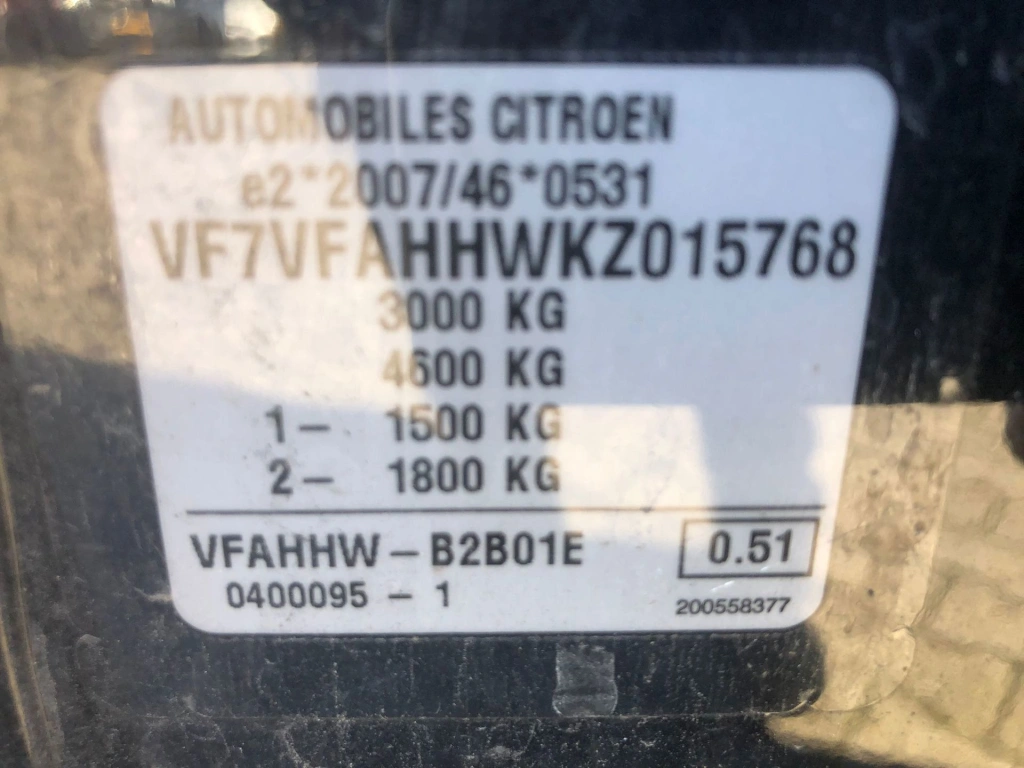 AUTOMOBILES CITROEN
e2*2007/46*0531
VF7VFAHHWKZ015768
3000 KG
4600 KG
1- 1500 KG
2- 1800 KG
VFAHHW-B2B01E 0.51
0400095-1 200558377